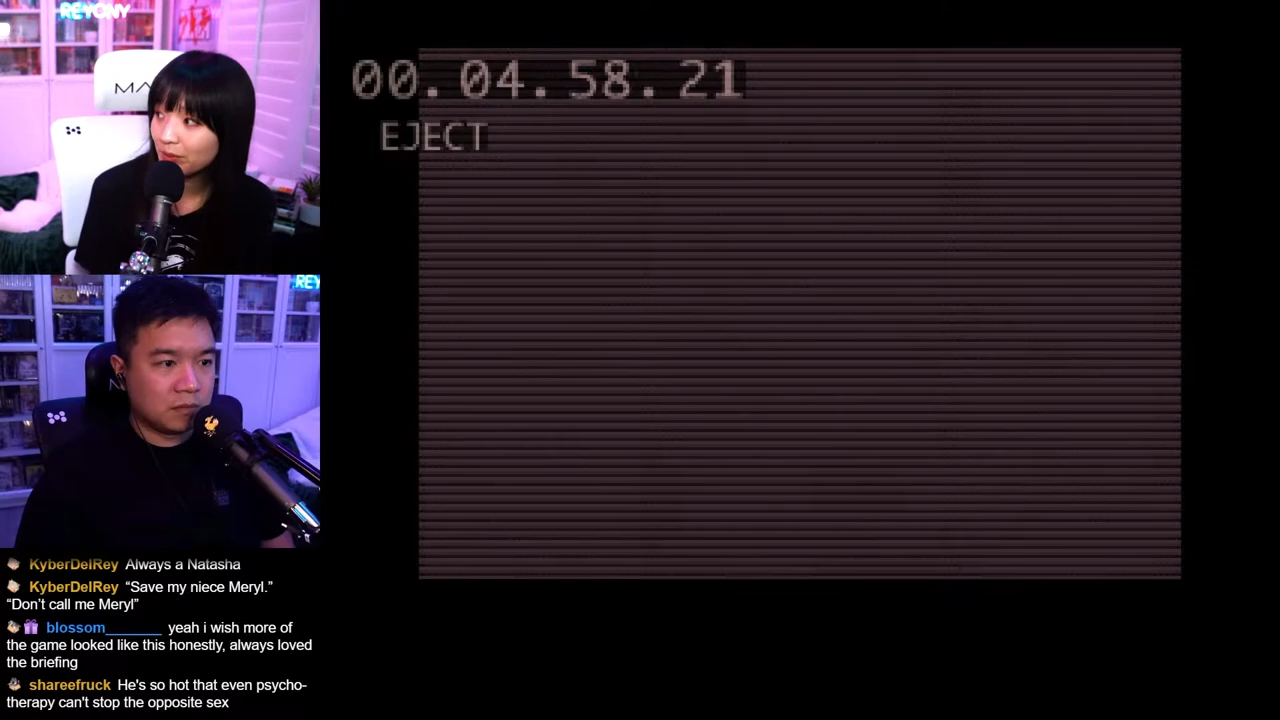 REYONY
MA
REY
00.04.58.21
EJECT
KyberDelRey Always a Natasha
KyberDelRey “Save my niece Meryl.”
“Don’t call me Meryl”
blossom_______ yeah i wish more of
the game looked like this honestly, always loved
the briefing
shareefruck He's so hot that even psycho-
therapy can't stop the opposite sex